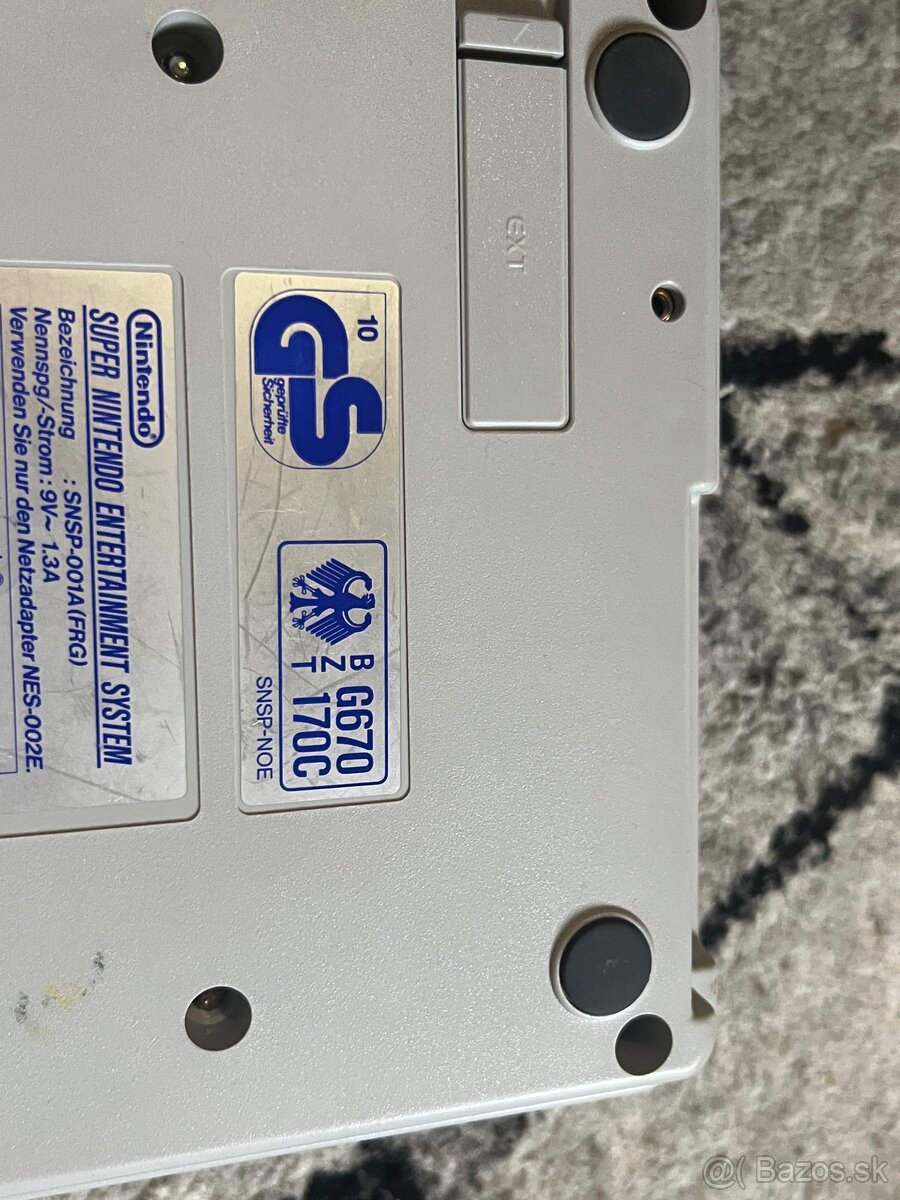 Nintendo®
SUPER NINTENDO ENTERTAINMENT SYSTEM
Bezeichnung : SNSP-001A(FRG)
Nennspg/-Strom : 9V~ 1.3A
Verwenden Sie nur den Netzadapter NES-002E.
10
GS
geprüfte
Sicherheit
B G670
Z
T 170C
SNSP-NOE
EXT
@( Bazos.sk